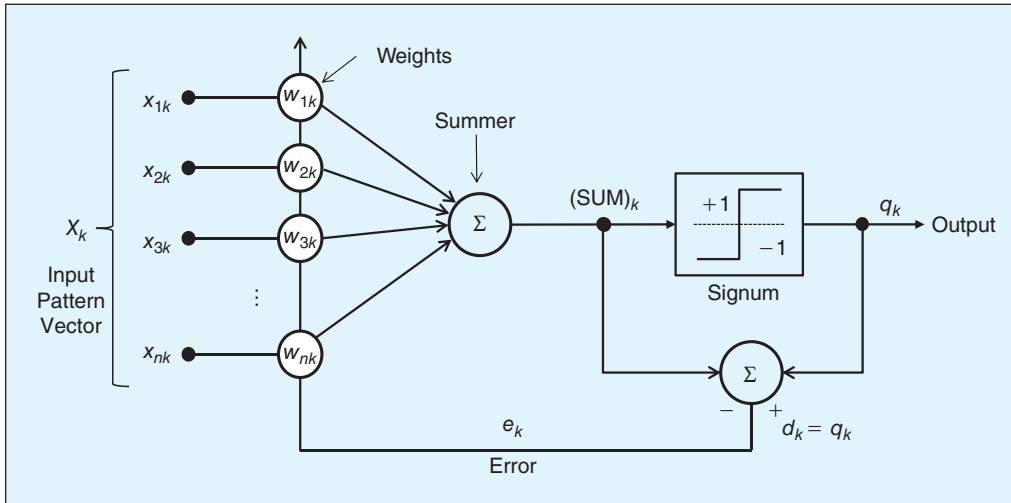 Weights
Summer
x1k
w1k
x2k
w2k
x3k
w3k
⋮
xnk
wnk
Xk
Input
Pattern
Vector
Σ
(SUM)k
+1
−1
Signum
qk
Output
Σ
− +
dk = qk
ek
Error